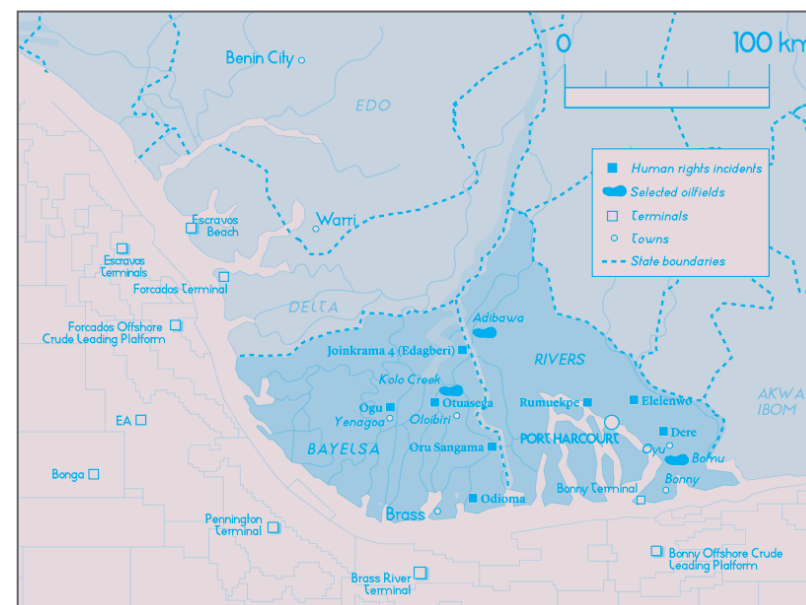 Benin City
0
100 km
EDO
Human rights incidents
Selected oilfields
Terminals
Towns
State boundaries
Escravos
Beach
Warri
Escravos
Terminals
Forcados Terminal
DELTA
Forcados Offshore
Crude Leading Plalform
Adibawa
Joinkrama 4 (Edagberi)
RIVERS
Kolo Creek
Ogu
Otuasega
Rumuekpe
Elelenwo
AKWA
IBOM
EA
Yenagoa
Oloibiri
PORT HARCOURT
Dere
BAYELSA
Oru Sangama
Oyu
Bomu
Bonga
Bonny
Bonny Terminal
Odioma
Brass
Pennington
Terminal
Bonny Offshore Crude
Leading Plalform
Brass River
Terminal